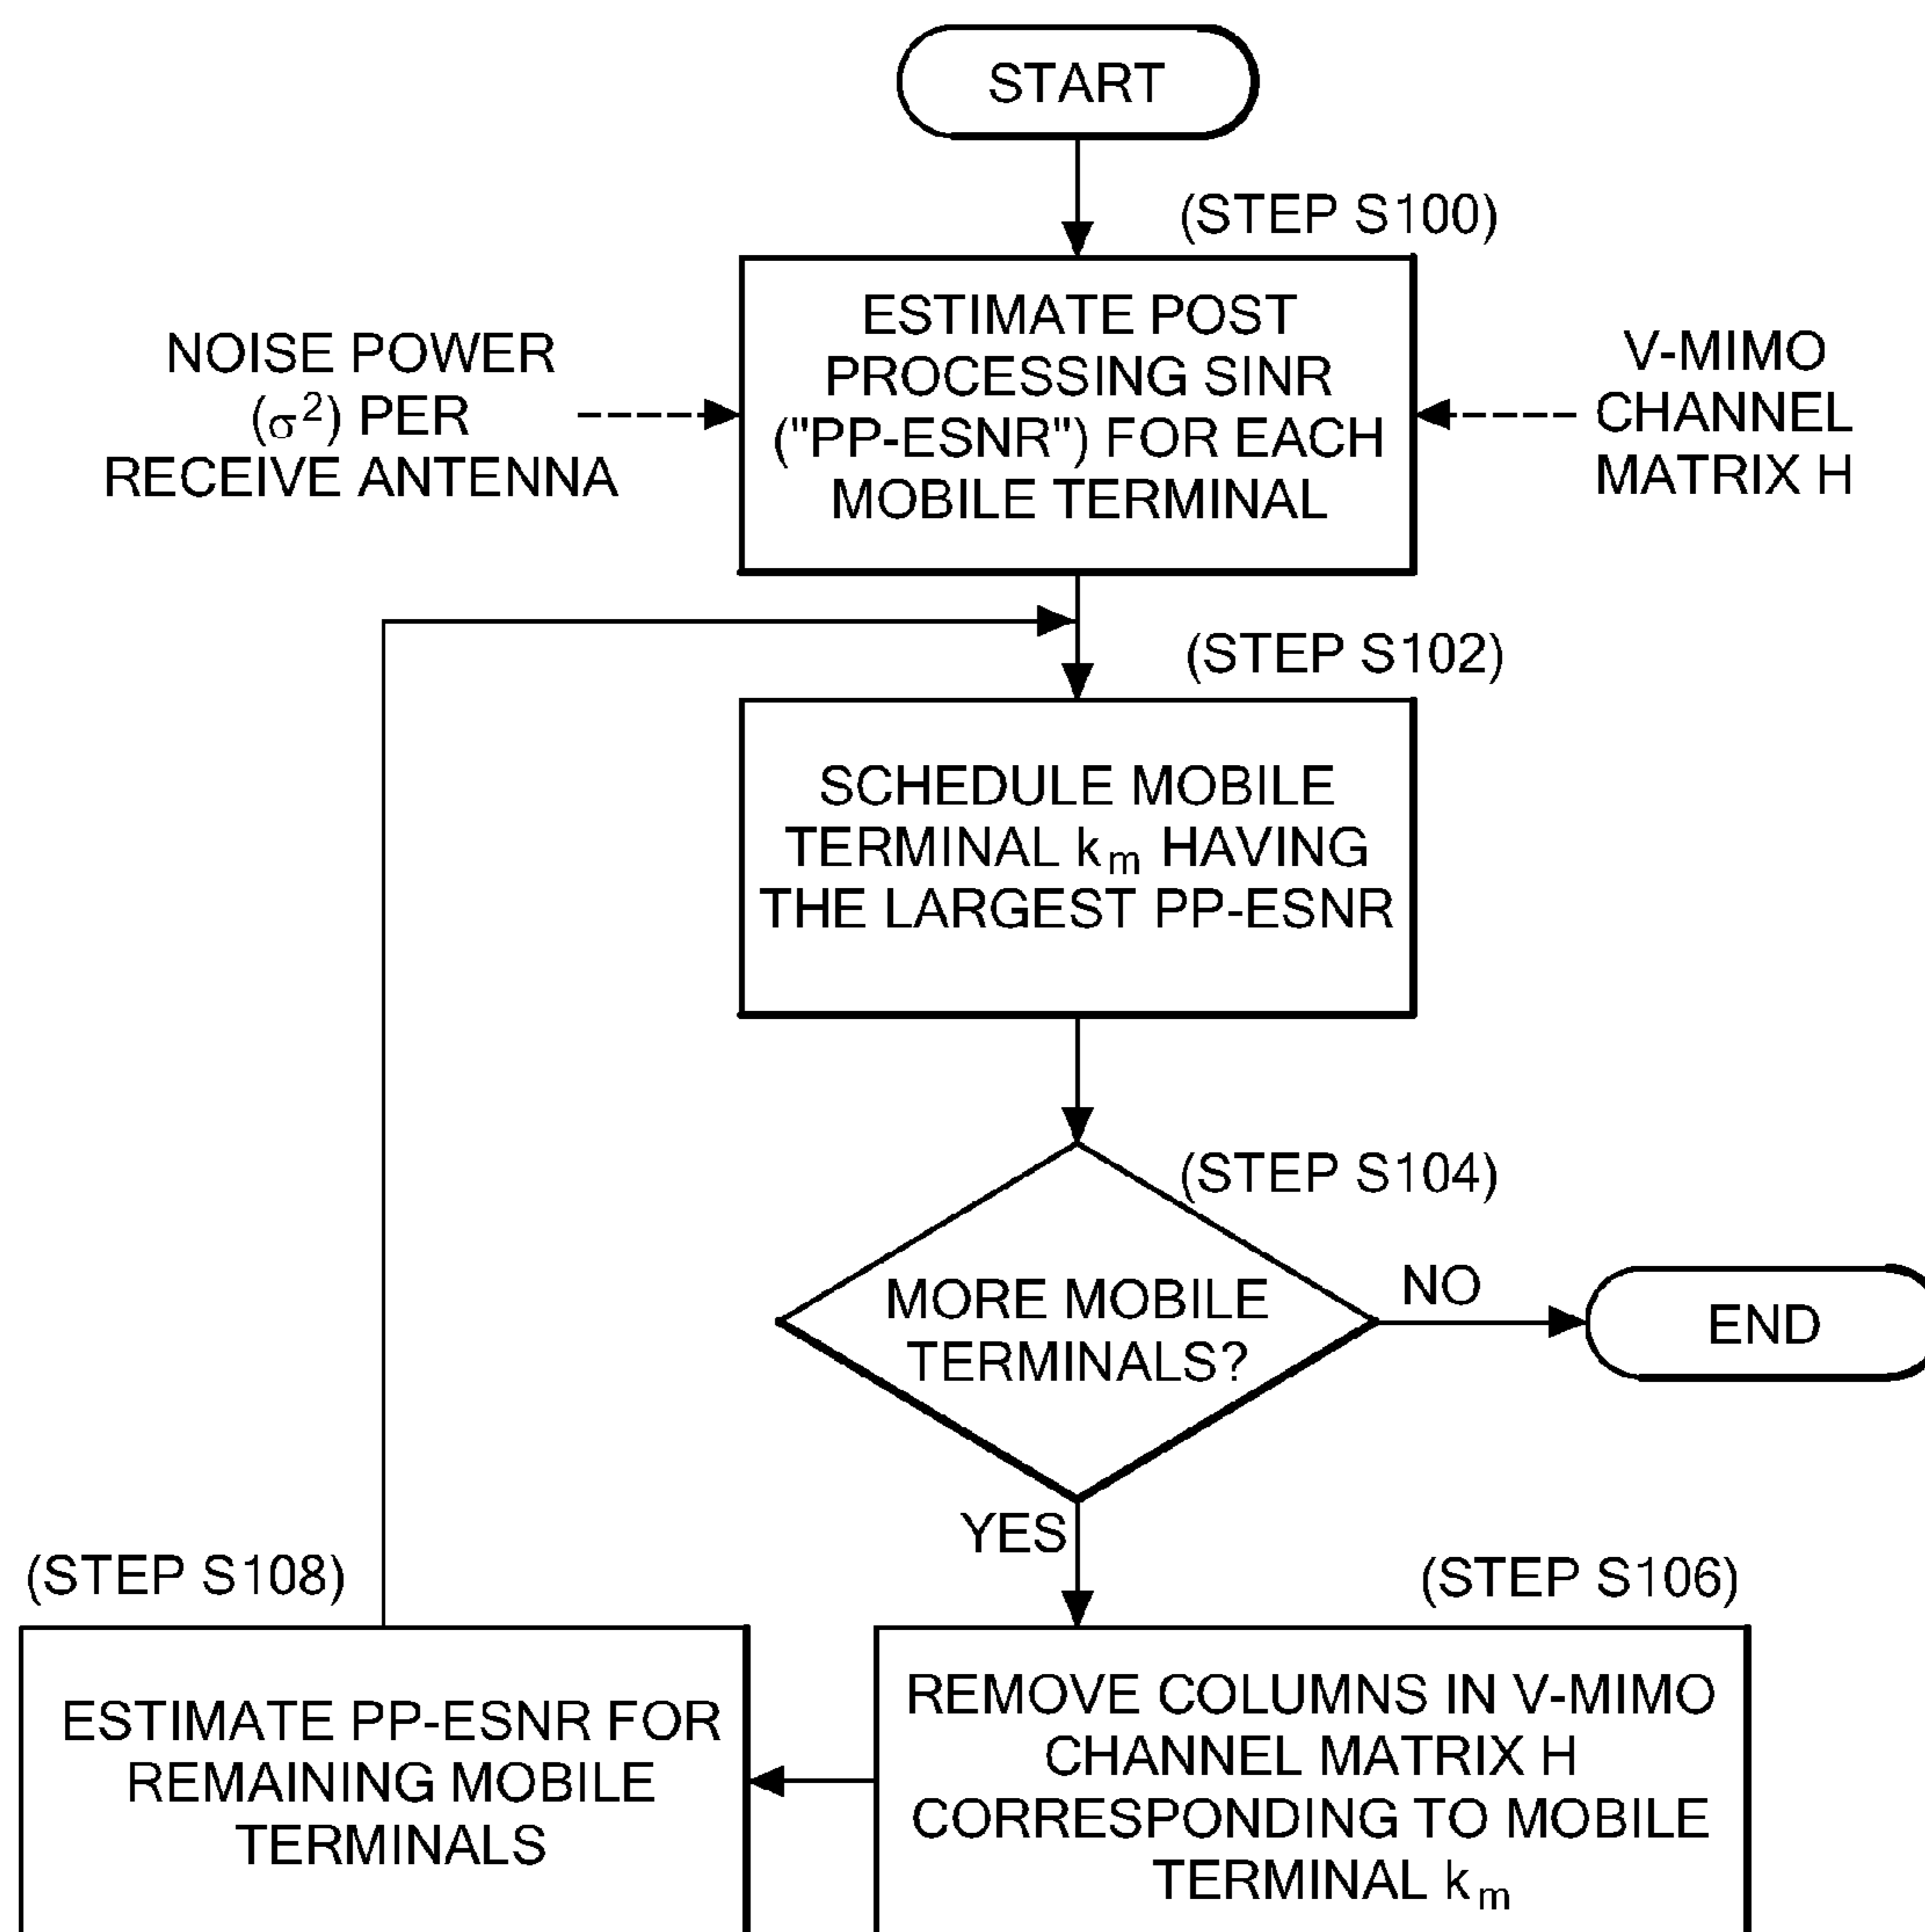 START
(STEP S100)
ESTIMATE POST
PROCESSING SINR
("PP-ESNR") FOR EACH
MOBILE TERMINAL
NOISE POWER
(σ²) PER
RECEIVE ANTENNA
V-MIMO
CHANNEL
MATRIX H
(STEP S102)
SCHEDULE MOBILE
TERMINAL kₘ HAVING
THE LARGEST PP-ESNR
(STEP S104)
MORE MOBILE
TERMINALS?
NO
END
YES
(STEP S106)
REMOVE COLUMNS IN V-MIMO
CHANNEL MATRIX H
CORRESPONDING TO MOBILE
TERMINAL kₘ
(STEP S108)
ESTIMATE PP-ESNR FOR
REMAINING MOBILE
TERMINALS